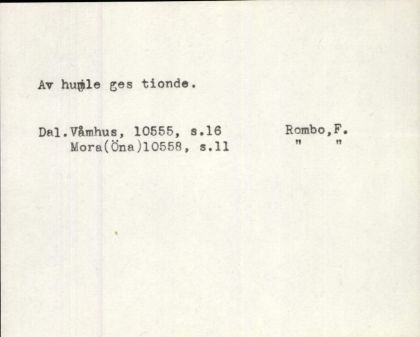 Av humle ges tionde.
Dal. Våmhus, 10555, s.16 Rombo, F.
Mora(Öna)10558, s.11 " "